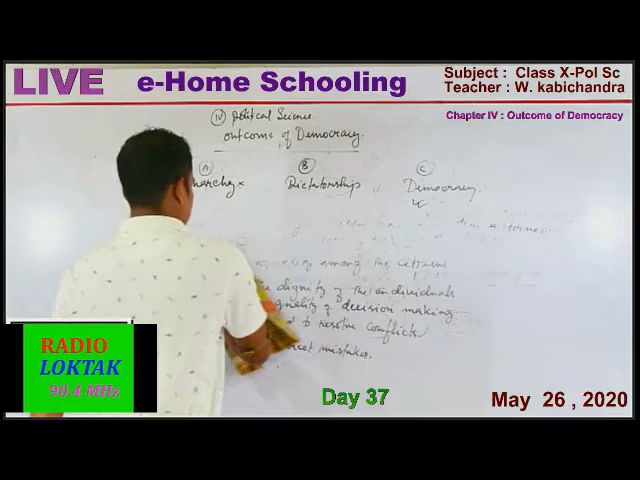 LIVE e-Home Schooling
Subject : Class X-Pol Sc
Teacher : W. kabichandra
Chapter IV : Outcome of Democracy
IV Political Science.
outcome of Democracy.
A B C
Dictatorship Democracy
among the citizens
dignity of the individuals
quality of decision making
to resolve conflicts
mistakes.
RADIO
LOKTAK
90.4 MHz
Day 37
May 26 , 2020